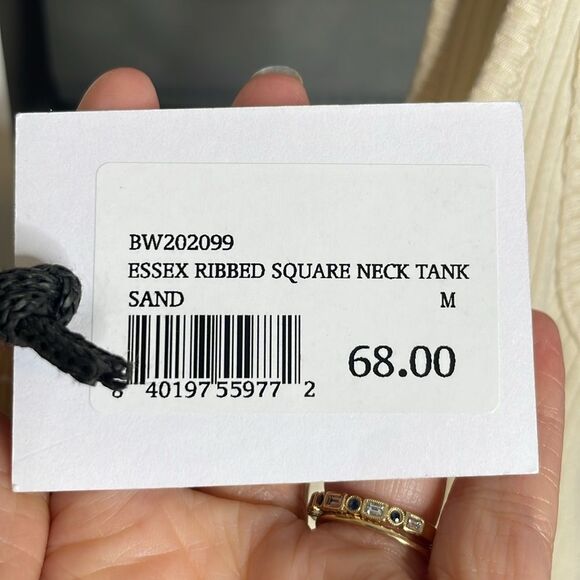 BW202099
ESSEX RIBBED SQUARE NECK TANK
SAND M
68.00
8 40197 55977 2